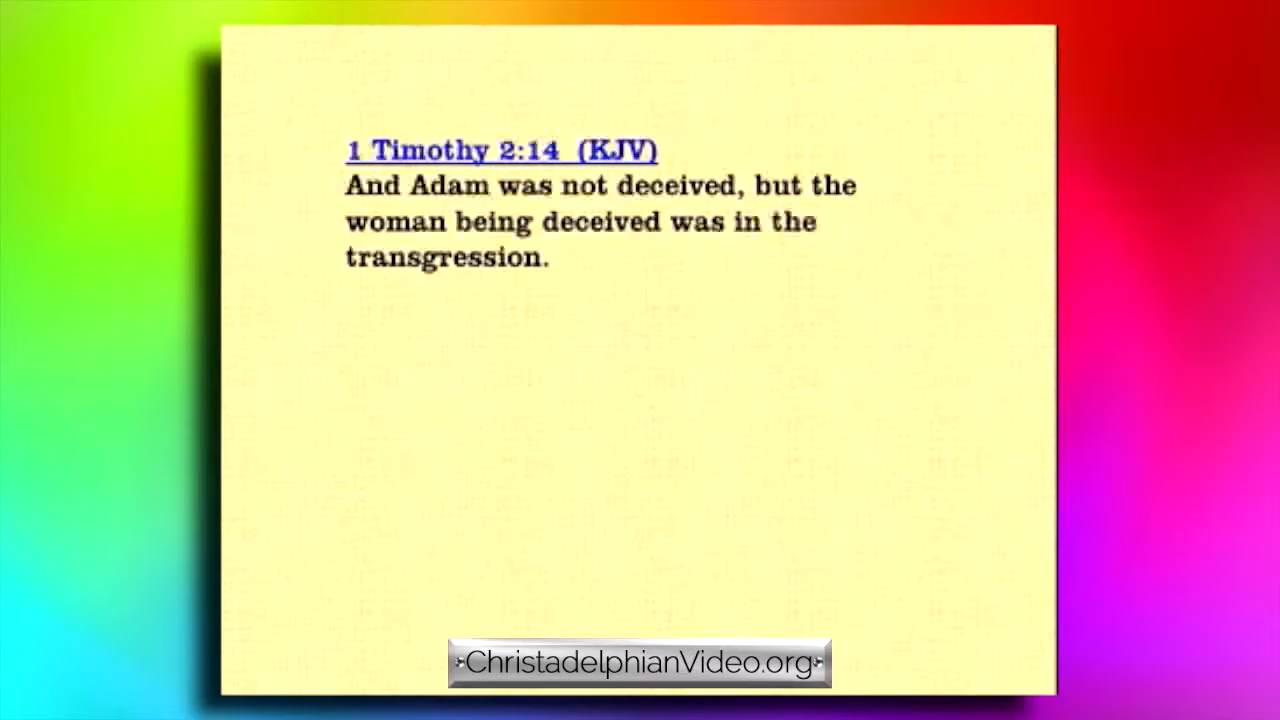 1 Timothy 2:14  (KJV)
And Adam was not deceived, but the
woman being deceived was in the
transgression.
ChristadelphianVideo.org